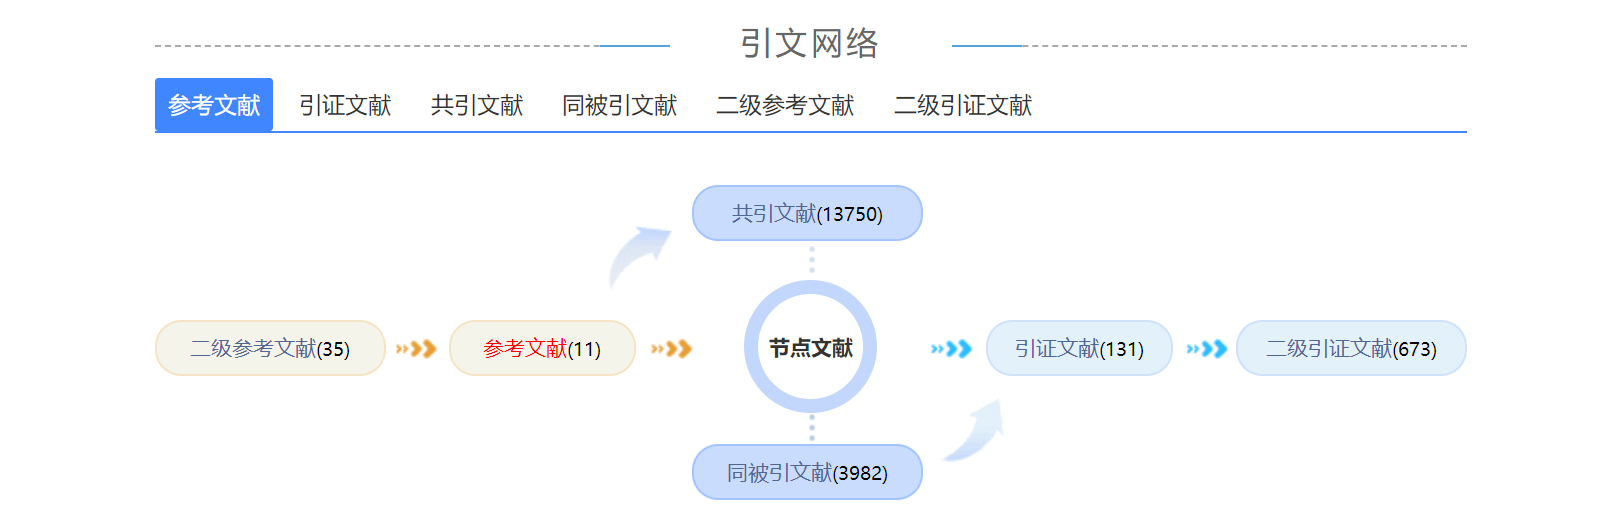 引文网络
参考文献 引证文献 共引文献 同被引文献 二级参考文献 二级引证文献
共引文献(13750)
二级参考文献(35) 参考文献(11) 节点文献 引证文献(131) 二级引证文献(673)
同被引文献(3982)